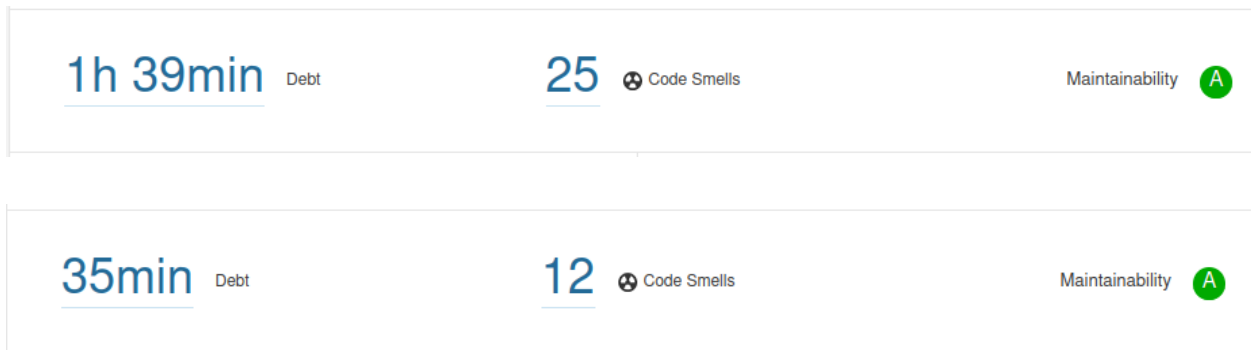 1h 39min Debt 25 Code Smells Maintainability A
35min Debt 12 Code Smells Maintainability A